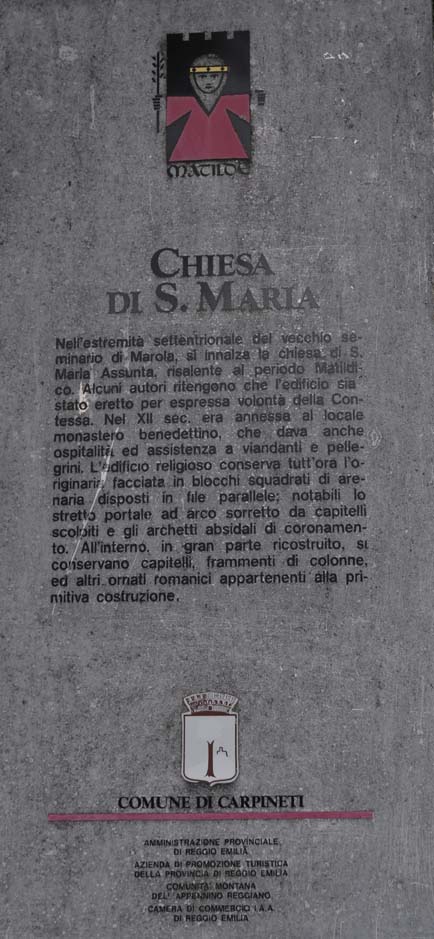 MATILDE
CHIESA
DI S. MARIA
Nell'estremità settentrionale del vecchio se-
minario di Marola, si innalza la chiesa di S.
Maria Assunta, risalente al periodo Matildi-
co. Alcuni autori ritengono che l'edificio sia
stato eretto per espressa volontà della Con-
tessa. Nel XII sec. era annessa al locale
monastero benedettino, che dava anche
ospitalità ed assistenza a viandanti e pelle-
grini. L'edificio religioso conserva tutt'ora l'o-
riginaria facciata in blocchi squadrati di are-
naria disposti in file parallele; notabili lo
stretto portale ad arco sorretto da capitelli
scolpiti e gli archetti absidali di coronamen-
to. All'interno, in gran parte ricostruito, si
conservano capitelli, frammenti di colonne,
ed altri ornati romanici appartenenti alla pri-
mitiva costruzione.
COMUNE DI CARPINETI
AMMINISTRAZIONE PROVINCIALE
DI REGGIO EMILIA
AZIENDA DI PROMOZIONE TURISTICA
DELLA PROVINCIA DI REGGIO EMILIA
COMUNITA' MONTANA
DELL'APPENNINO REGGIANO
CAMERA DI COMMERCIO I.A.A.
DI REGGIO EMILIA